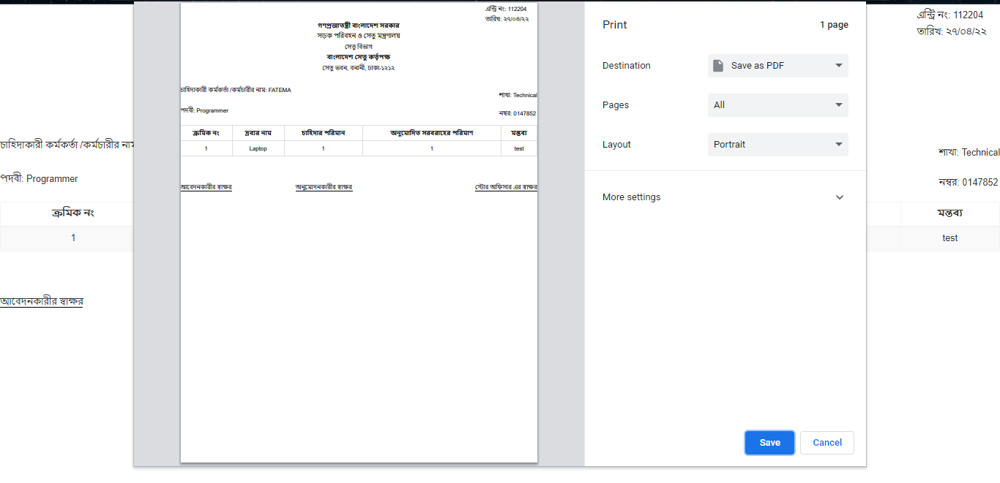 এন্ট্রি নং: 112204
তারিখ: ২৭/০৪/২২
গণপ্রজাতন্ত্রী বাংলাদেশ সরকার
সড়ক পরিবহন ও সেতু মন্ত্রণালয়
সেতু বিভাগ
বাংলাদেশ সেতু কর্তৃপক্ষ
সেতু ভবন, বনানী, ঢাকা-১২১২
চাহিদাকারী কর্মকর্তা /কর্মচারীর নাম: FATEMA
শাখা: Technical
পদবী: Programmer
নম্বর: 0147852
ক্রমিক নং দ্রব্যর নাম চাহিদার পরিমান অনুমোদিত সরবরাহের পরিমাণ মন্তব্য
1 Laptop 1 1 test
আবেদনকারীর স্বাক্ষর অনুমোদনকারীর স্বাক্ষর স্টোর অফিসার এর স্বাক্ষর
Print 1 page
Destination Save as PDF
Pages All
Layout Portrait
More settings
Save Cancel
চাহিদাকারী কর্মকর্তা /কর্মচারীর নাম
পদবী: Programmer
ক্রমিক নং
1
আবেদনকারীর স্বাক্ষর
এন্ট্রি নং: 112204
তারিখ: ২৭/০৪/২২
শাখা: Technical
নম্বর: 0147852
মন্তব্য
test